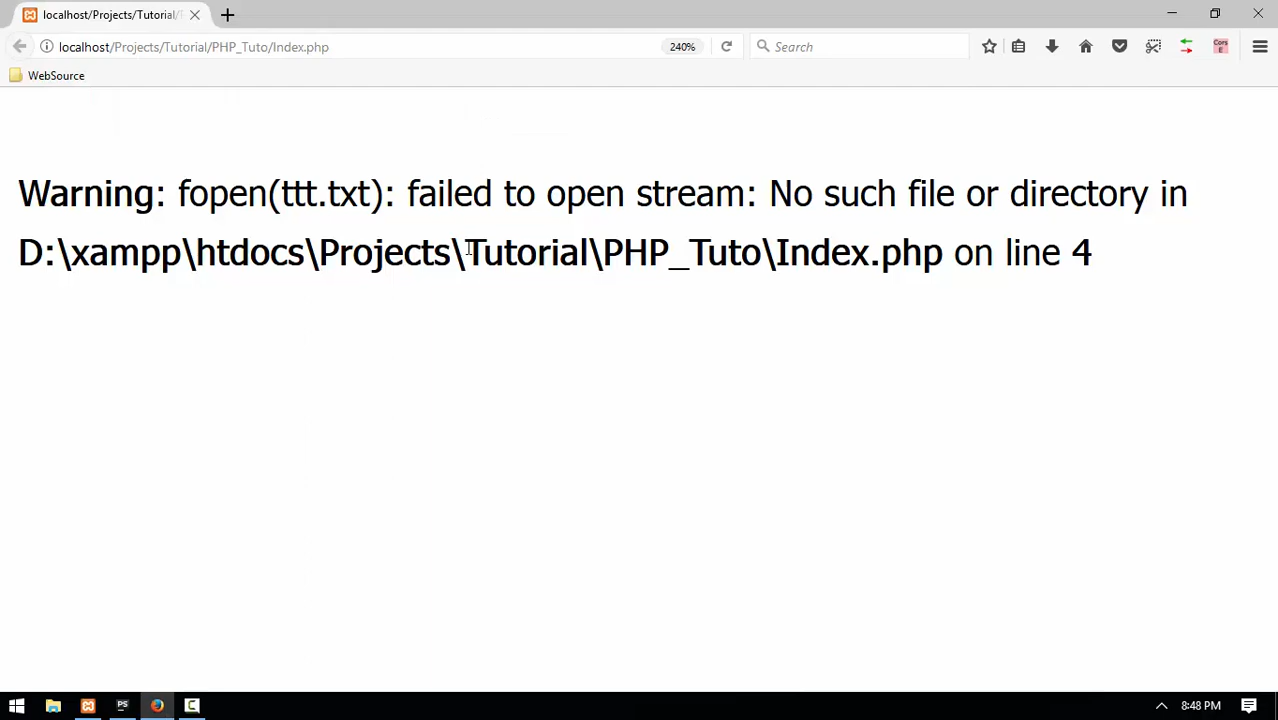 localhost/Projects/Tutorial/
localhost/Projects/Tutorial/PHP_Tuto/Index.php
240%
Search
Cors
E
WebSource
Warning: fopen(ttt.txt): failed to open stream: No such file or directory in
D:\xampp\htdocs\Projects\Tutorial\PHP_Tuto\Index.php on line 4
PS
C
8:48 PM